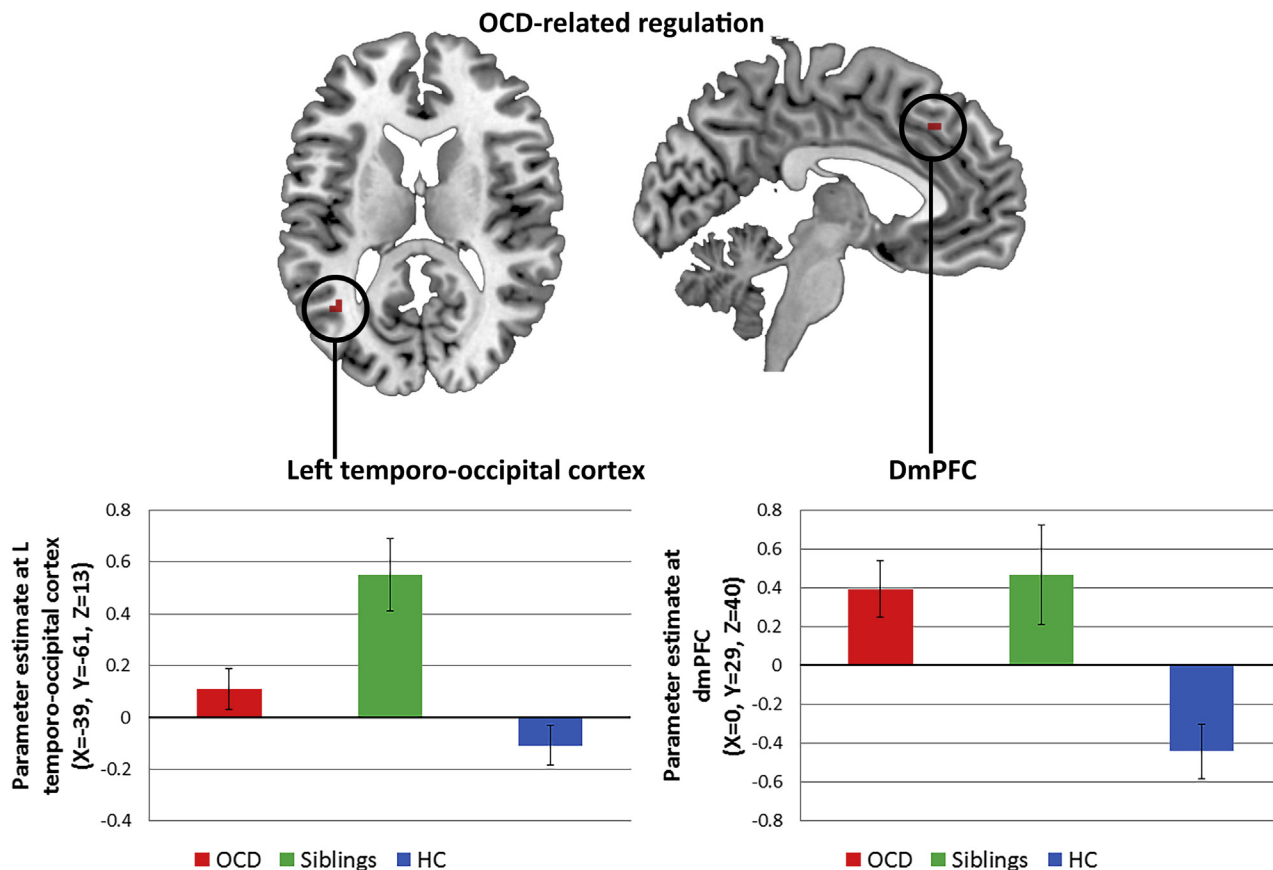 OCD-related regulation
Left temporo-occipital cortex
DmPFC
Parameter estimate at L
temporo-occipital cortex
(X=-39, Y=-61, Z=13)
0.8
0.6
0.4
0.2
0
-0.2
-0.4
OCD Siblings HC
Parameter estimate at
dmPFC
(X=0, Y=29, Z=40)
0.8
0.6
0.4
0.2
0
-0.2
-0.4
-0.6
-0.8
OCD Siblings HC